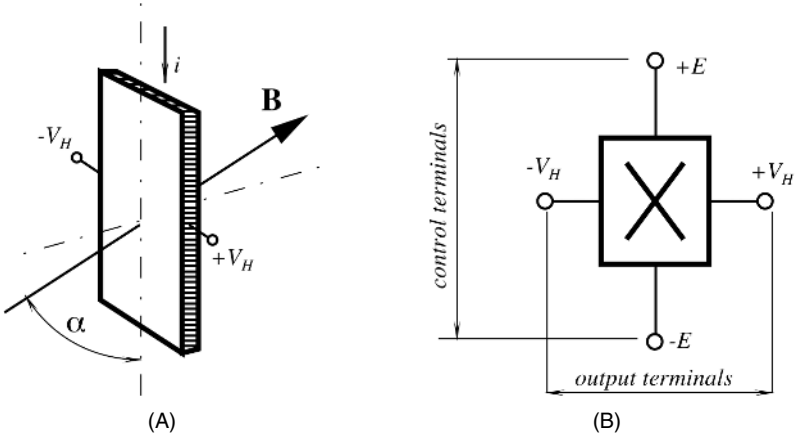 i
B
-V_H
+V_H
α
(A)
+E
control terminals
-V_H
+V_H
-E
output terminals
(B)